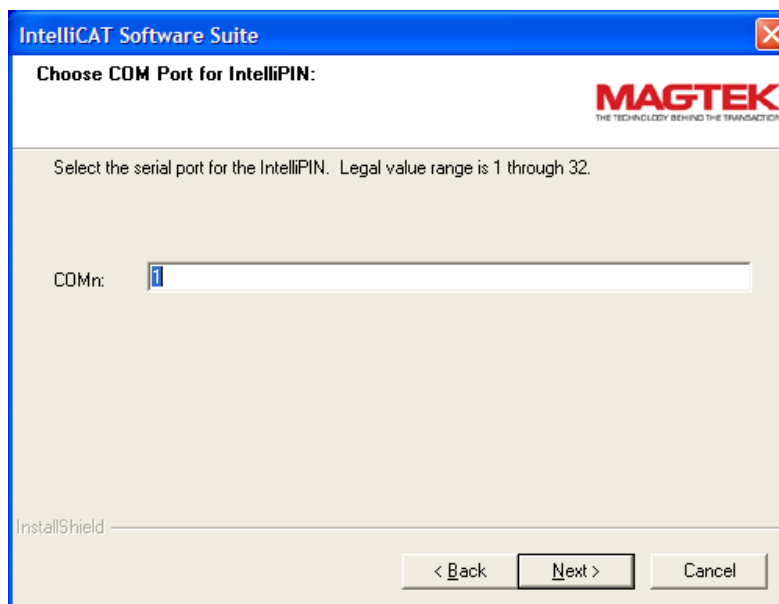 IntelliCAT Software Suite
Choose COM Port for IntelliPIN:
MAGTEK
THE TECHNOLOGY BEHIND THE TRANSACTION
Select the serial port for the IntelliPIN. Legal value range is 1 through 32.
COMn: 1
InstallShield
< Back Next > Cancel